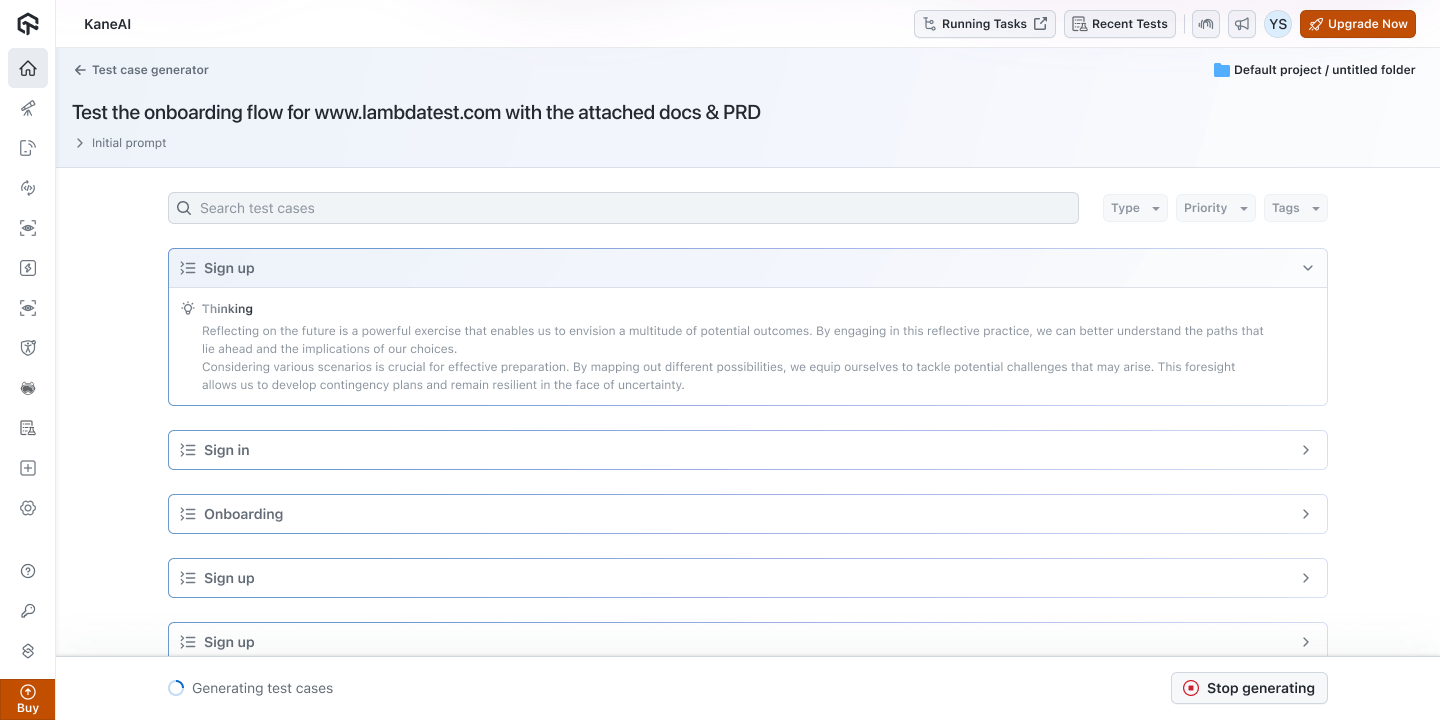 KaneAI
Running Tasks
Recent Tests
YS
Upgrade Now
Test case generator
Default project / untitled folder
Test the onboarding flow for www.lambdatest.com with the attached docs & PRD
Initial prompt
Search test cases
Type
Priority
Tags
Sign up
Thinking
Reflecting on the future is a powerful exercise that enables us to envision a multitude of potential outcomes. By engaging in this reflective practice, we can better understand the paths that
lie ahead and the implications of our choices.
Considering various scenarios is crucial for effective preparation. By mapping out different possibilities, we equip ourselves to tackle potential challenges that may arise. This foresight
allows us to develop contingency plans and remain resilient in the face of uncertainty.
Sign in
Onboarding
Sign up
Sign up
Generating test cases
Stop generating
Buy